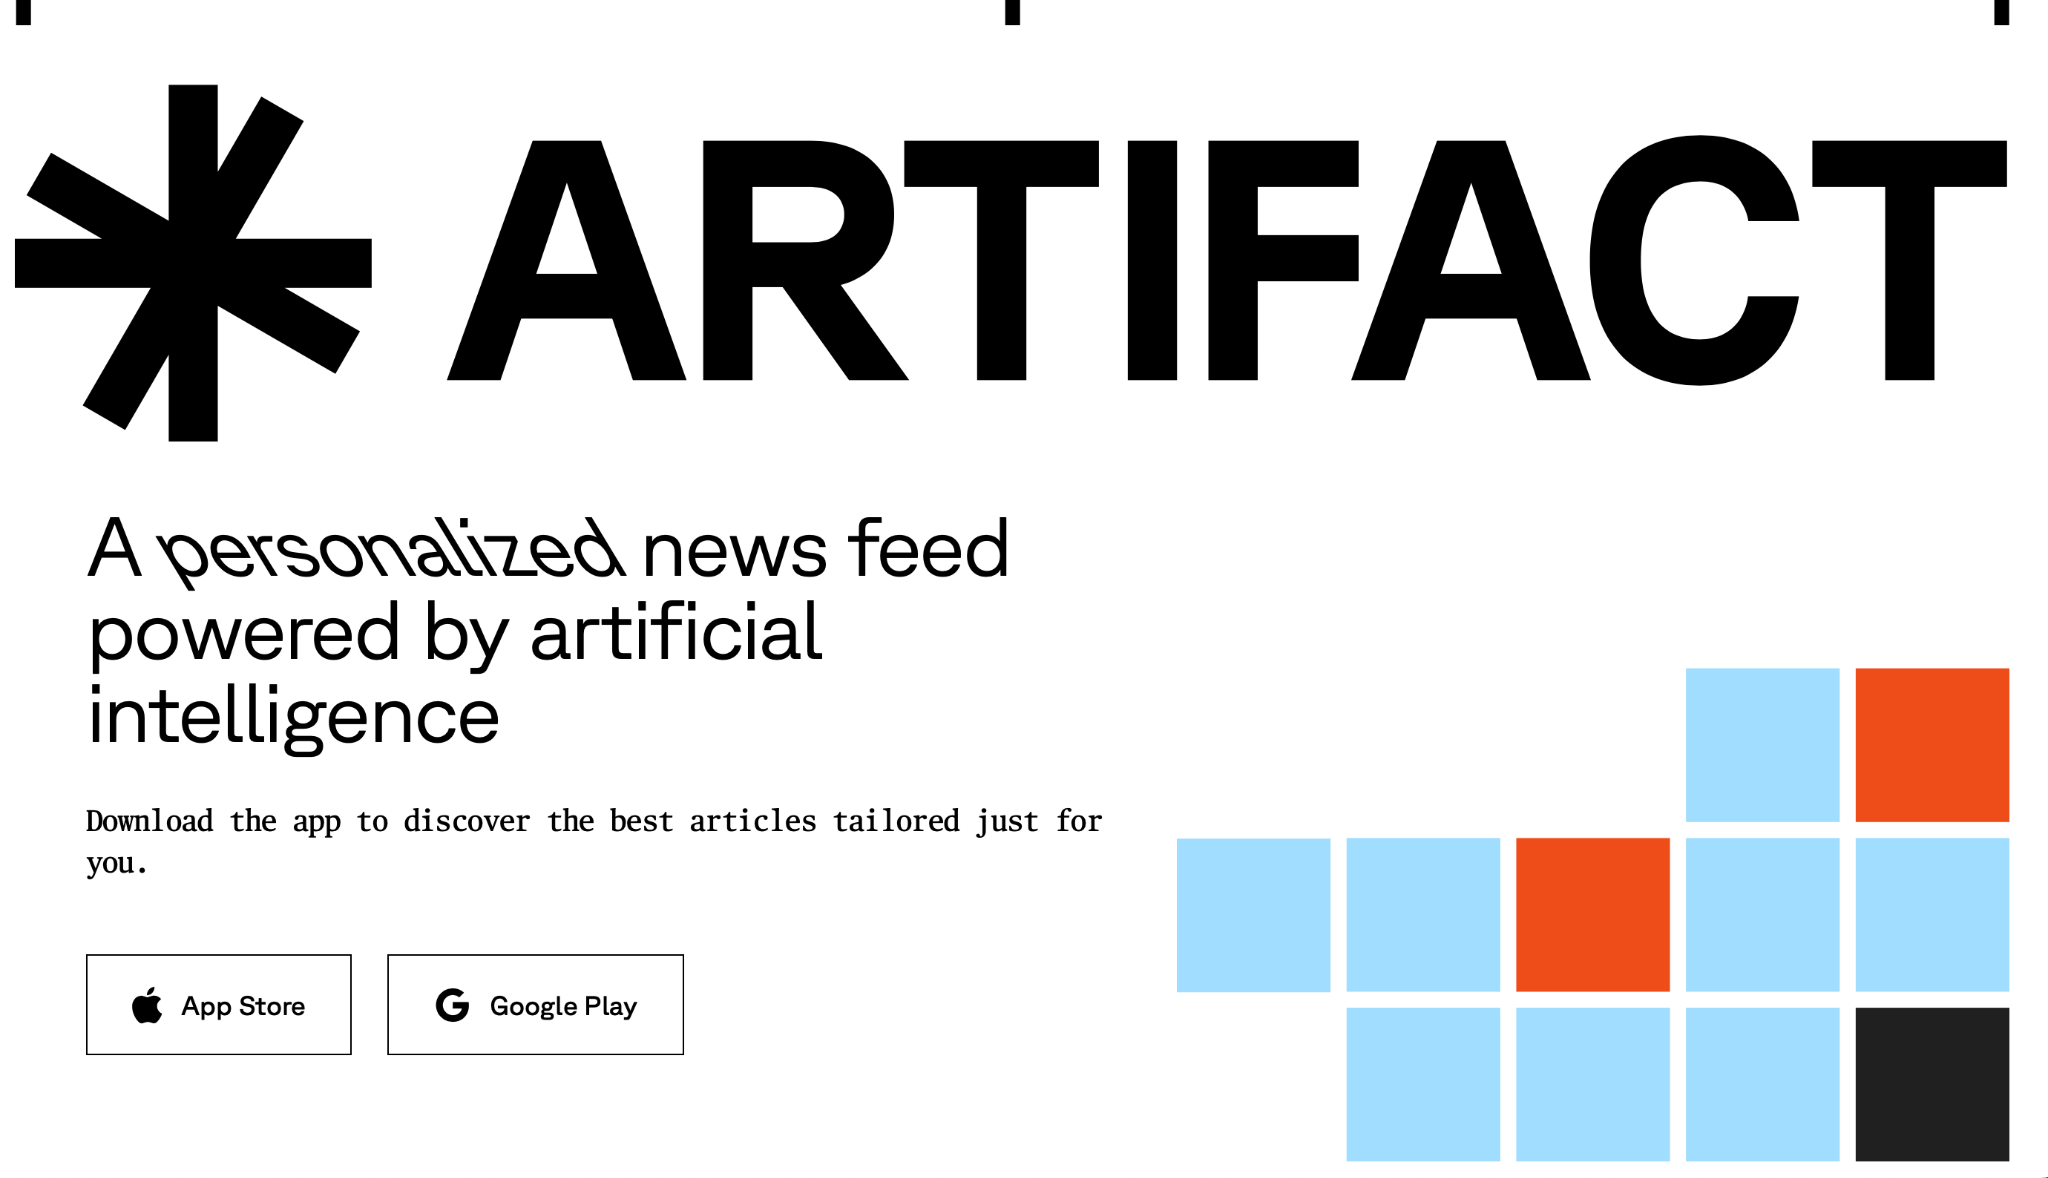 ARTIFACT
A personalized news feed
powered by artificial
intelligence
Download the app to discover the best articles tailored just for
you.
App Store
Google Play